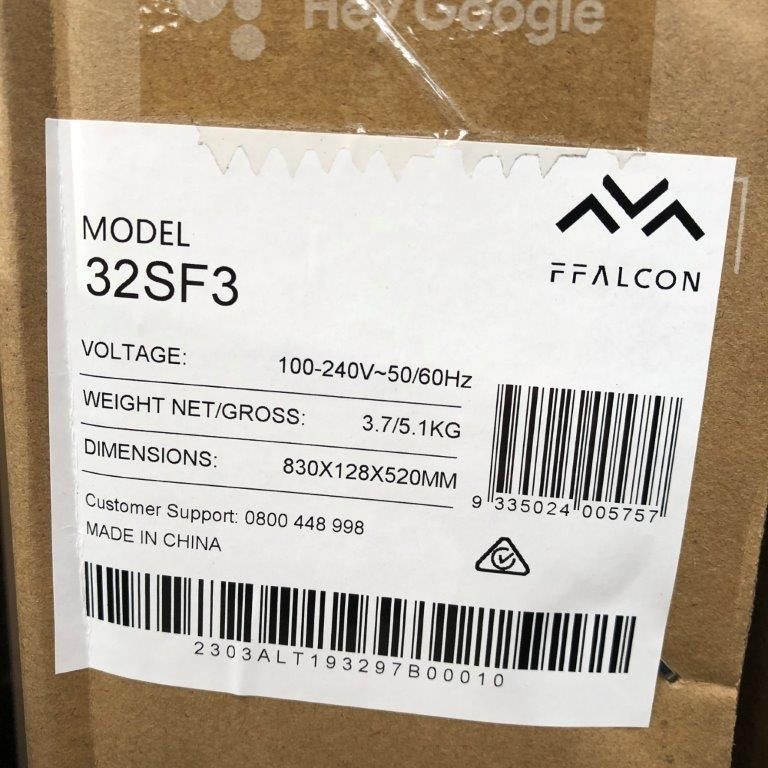 Hey Google
MODEL
32SF3
FFALCON
VOLTAGE: 100-240V~50/60Hz
WEIGHT NET/GROSS: 3.7/5.1KG
DIMENSIONS: 830X128X520MM
9 335024 005757
Customer Support: 0800 448 998
MADE IN CHINA
2303ALT193297B00010